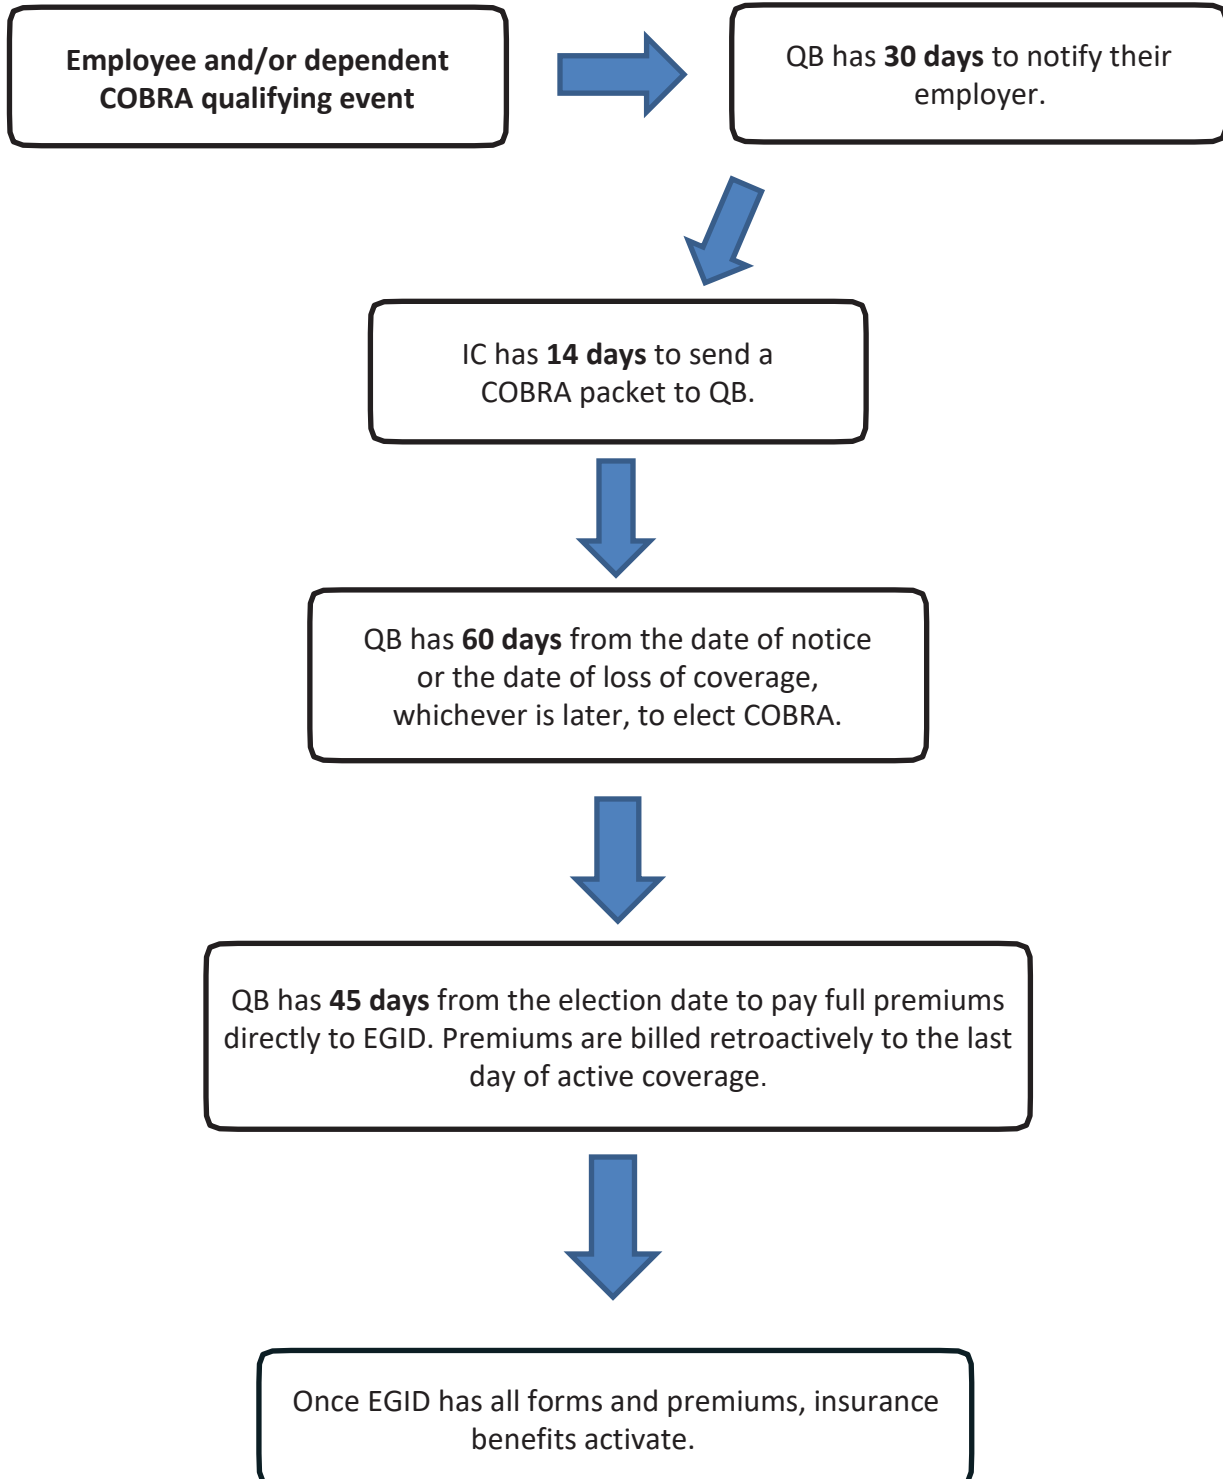 Employee and/or dependent
COBRA qualifying event
QB has 30 days to notify their
employer.
IC has 14 days to send a
COBRA packet to QB.
QB has 60 days from the date of notice
or the date of loss of coverage,
whichever is later, to elect COBRA.
QB has 45 days from the election date to pay full premiums
directly to EGID. Premiums are billed retroactively to the last
day of active coverage.
Once EGID has all forms and premiums, insurance
benefits activate.